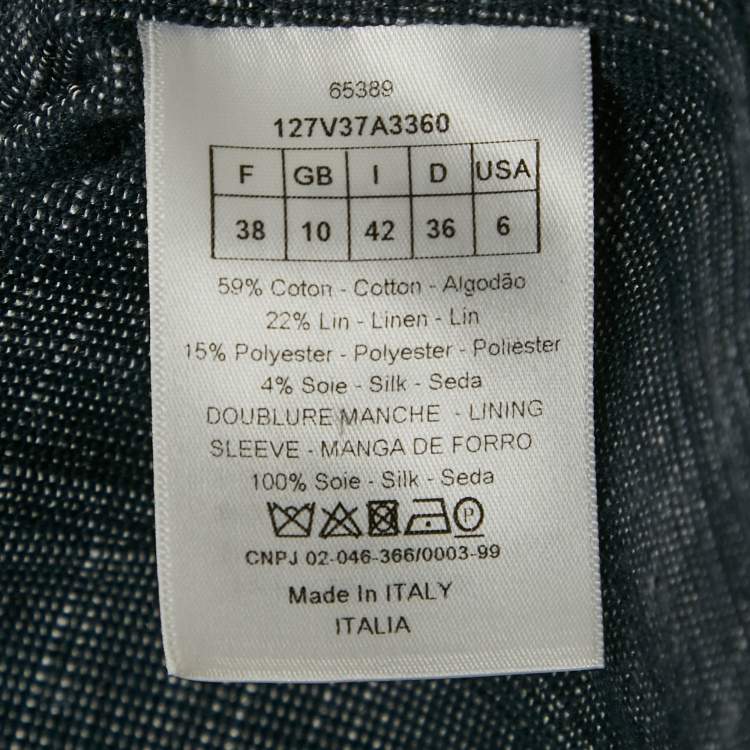 65389
127V37A3360
F GB I D USA
38 10 42 36 6
59% Coton - Cotton - Algodão
22% Lin - Linen - Lin
15% Polyester - Polyester - Poliester
4% Soie - Silk - Seda
DOUBLURE MANCHE - LINING
SLEEVE - MANGA DE FORRO
100% Soie - Silk - Seda
P
CNPJ 02-046-366/0003-99
Made In ITALY
ITALIA